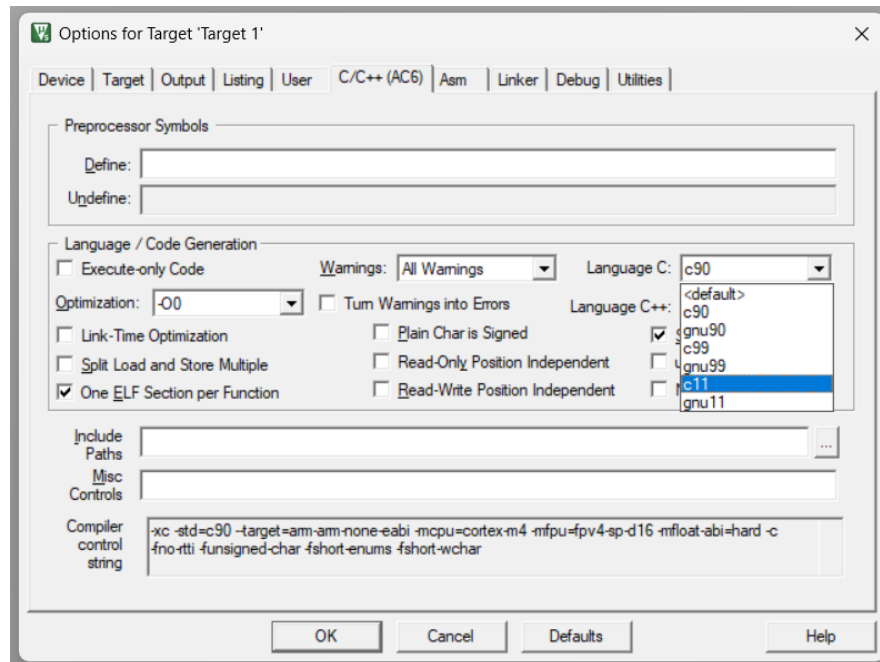 Options for Target 'Target 1'
Device Target Output Listing User C/C++ (AC6) Asm Linker Debug Utilities
Preprocessor Symbols
Define:
Undefine:
Language / Code Generation
Execute-only Code Warnings: All Warnings Language C: c90
Optimization: -O0 Turn Warnings into Errors Language C++:
<default>
c90
gnu90
c99
gnu99
c11
gnu11
Link-Time Optimization Plain Char is Signed
Split Load and Store Multiple Read-Only Position Independent
One ELF Section per Function Read-Write Position Independent
Include Paths ...
Misc Controls
Compiler control string
-xc -std=c90 --target=arm-arm-none-eabi -mcpu=cortex-m4 -mfpu=fpv4-sp-d16 -mfloat-abi=hard -c
-fno-rtti -funsigned-char -fshort-enums -fshort-wchar
OK Cancel Defaults Help